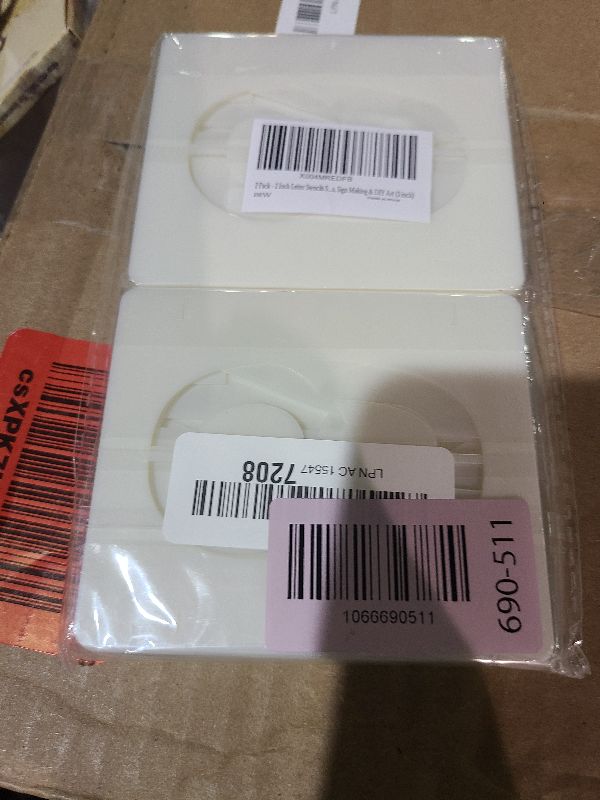 X004MREDFB
2 Pack - 2 Inch Letter Stencils S...s, Sign Making & DIY Art (3 inch)
new
LPN AC 15547
7208
csXPK
1066690511
690-511